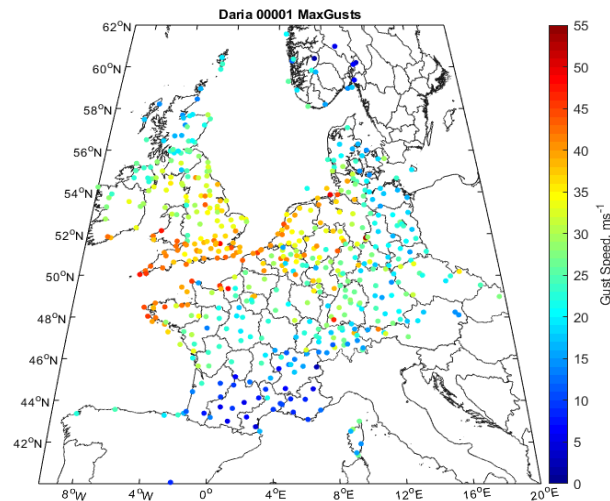 Daria 00001 MaxGusts
62°N
60°N
58°N
56°N
54°N
52°N
50°N
48°N
46°N
44°N
42°N
8°W
4°W
0°
4°E
8°E
12°E
16°E
20°E
55
50
45
40
35
30
25
20
15
10
5
0
Gust Speed, ms⁻¹